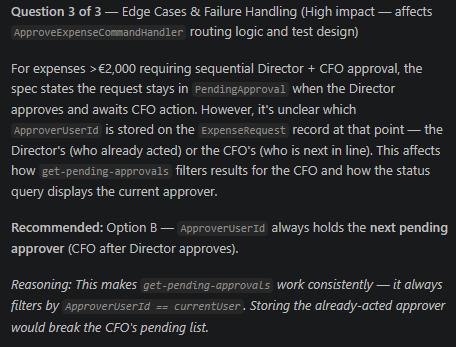 Question 3 of 3 — Edge Cases & Failure Handling (High impact — affects
ApproveExpenseCommandHandler routing logic and test design)
For expenses >€2,000 requiring sequential Director + CFO approval, the
spec states the request stays in PendingApproval when the Director
approves and awaits CFO action. However, it's unclear which
ApproverUserId is stored on the ExpenseRequest record at that point — the
Director's (who already acted) or the CFO's (who is next in line). This affects
how get-pending-approvals filters results for the CFO and how the status
query displays the current approver.
Recommended: Option B — ApproverUserId always holds the next pending
approver (CFO after Director approves).
Reasoning: This makes get-pending-approvals work consistently — it always
filters by ApproverUserId == currentUser. Storing the already-acted approver
would break the CFO's pending list.